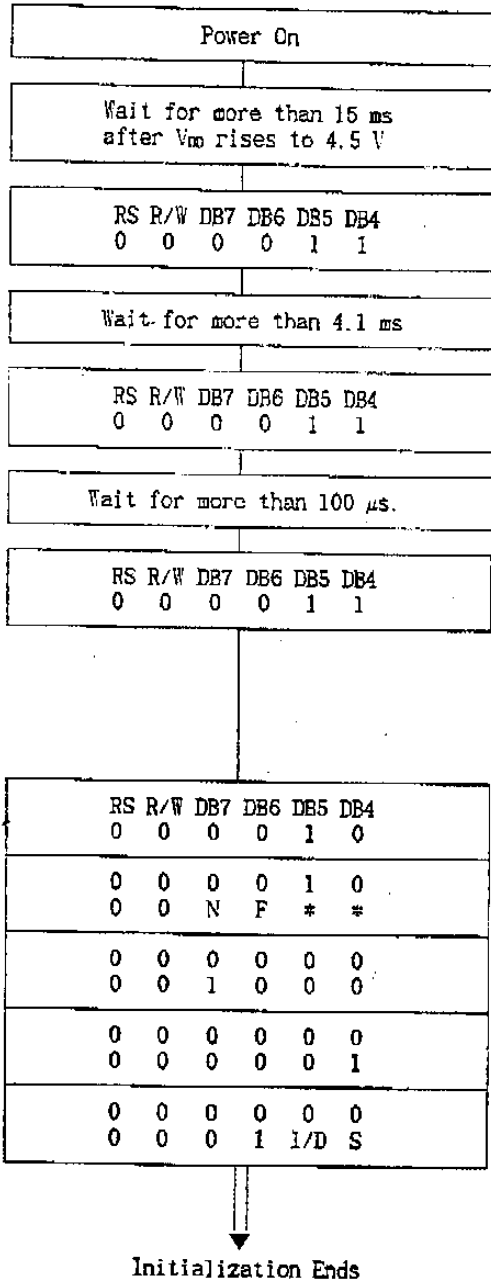 Power On
Wait for more than 15 ms
after VDD rises to 4.5 V
RS R/W DB7 DB6 DB5 DB4
0 0 0 0 1 1
Wait for more than 4.1 ms
RS R/W DB7 DB6 DB5 DB4
0 0 0 0 1 1
Wait for more than 100 μs.
RS R/W DB7 DB6 DB5 DB4
0 0 0 0 1 1
RS R/W DB7 DB6 DB5 DB4
0 0 0 0 1 0
0 0 0 0 1 0
0 0 N F * *
0 0 0 0 0 0
0 0 1 0 0 0
0 0 0 0 0 0
0 0 0 0 0 1
0 0 0 0 0 0
0 0 0 1 I/D S
Initialization Ends